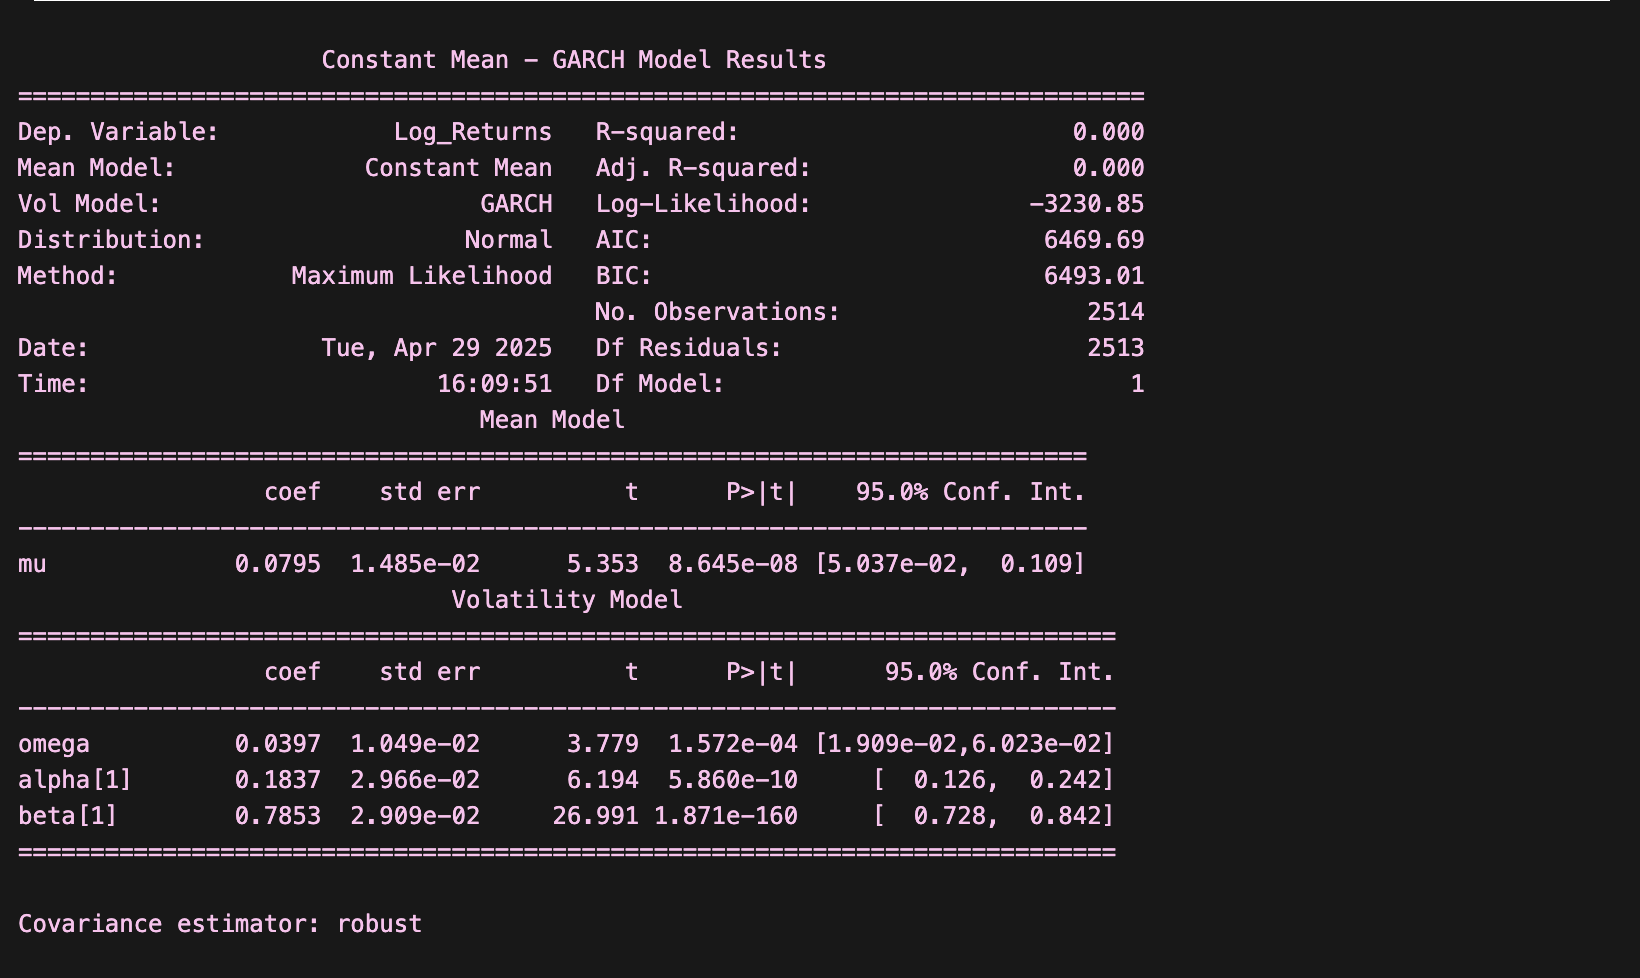 Constant Mean - GARCH Model Results
==============================================================================
Dep. Variable:            Log_Returns   R-squared:                       0.000
Mean Model:             Constant Mean   Adj. R-squared:                  0.000
Vol Model:                      GARCH   Log-Likelihood:               -3230.85
Distribution:                  Normal   AIC:                           6469.69
Method:            Maximum Likelihood   BIC:                           6493.01
                                        No. Observations:                 2514
Date:                Tue, Apr 29 2025   Df Residuals:                     2513
Time:                        16:09:51   Df Model:                            1
                                Mean Model
==========================================================================
                 coef    std err          t      P>|t|    95.0% Conf. Int.
--------------------------------------------------------------------------
mu             0.0795  1.485e-02      5.353  8.645e-08 [5.037e-02,  0.109]
                              Volatility Model
============================================================================
                 coef    std err          t      P>|t|      95.0% Conf. Int.
----------------------------------------------------------------------------
omega          0.0397  1.049e-02      3.779  1.572e-04 [1.909e-02,6.023e-02]
alpha[1]       0.1837  2.966e-02      6.194  5.860e-10     [  0.126,  0.242]
beta[1]        0.7853  2.909e-02     26.991 1.871e-160     [  0.728,  0.842]
============================================================================
Covariance estimator: robust